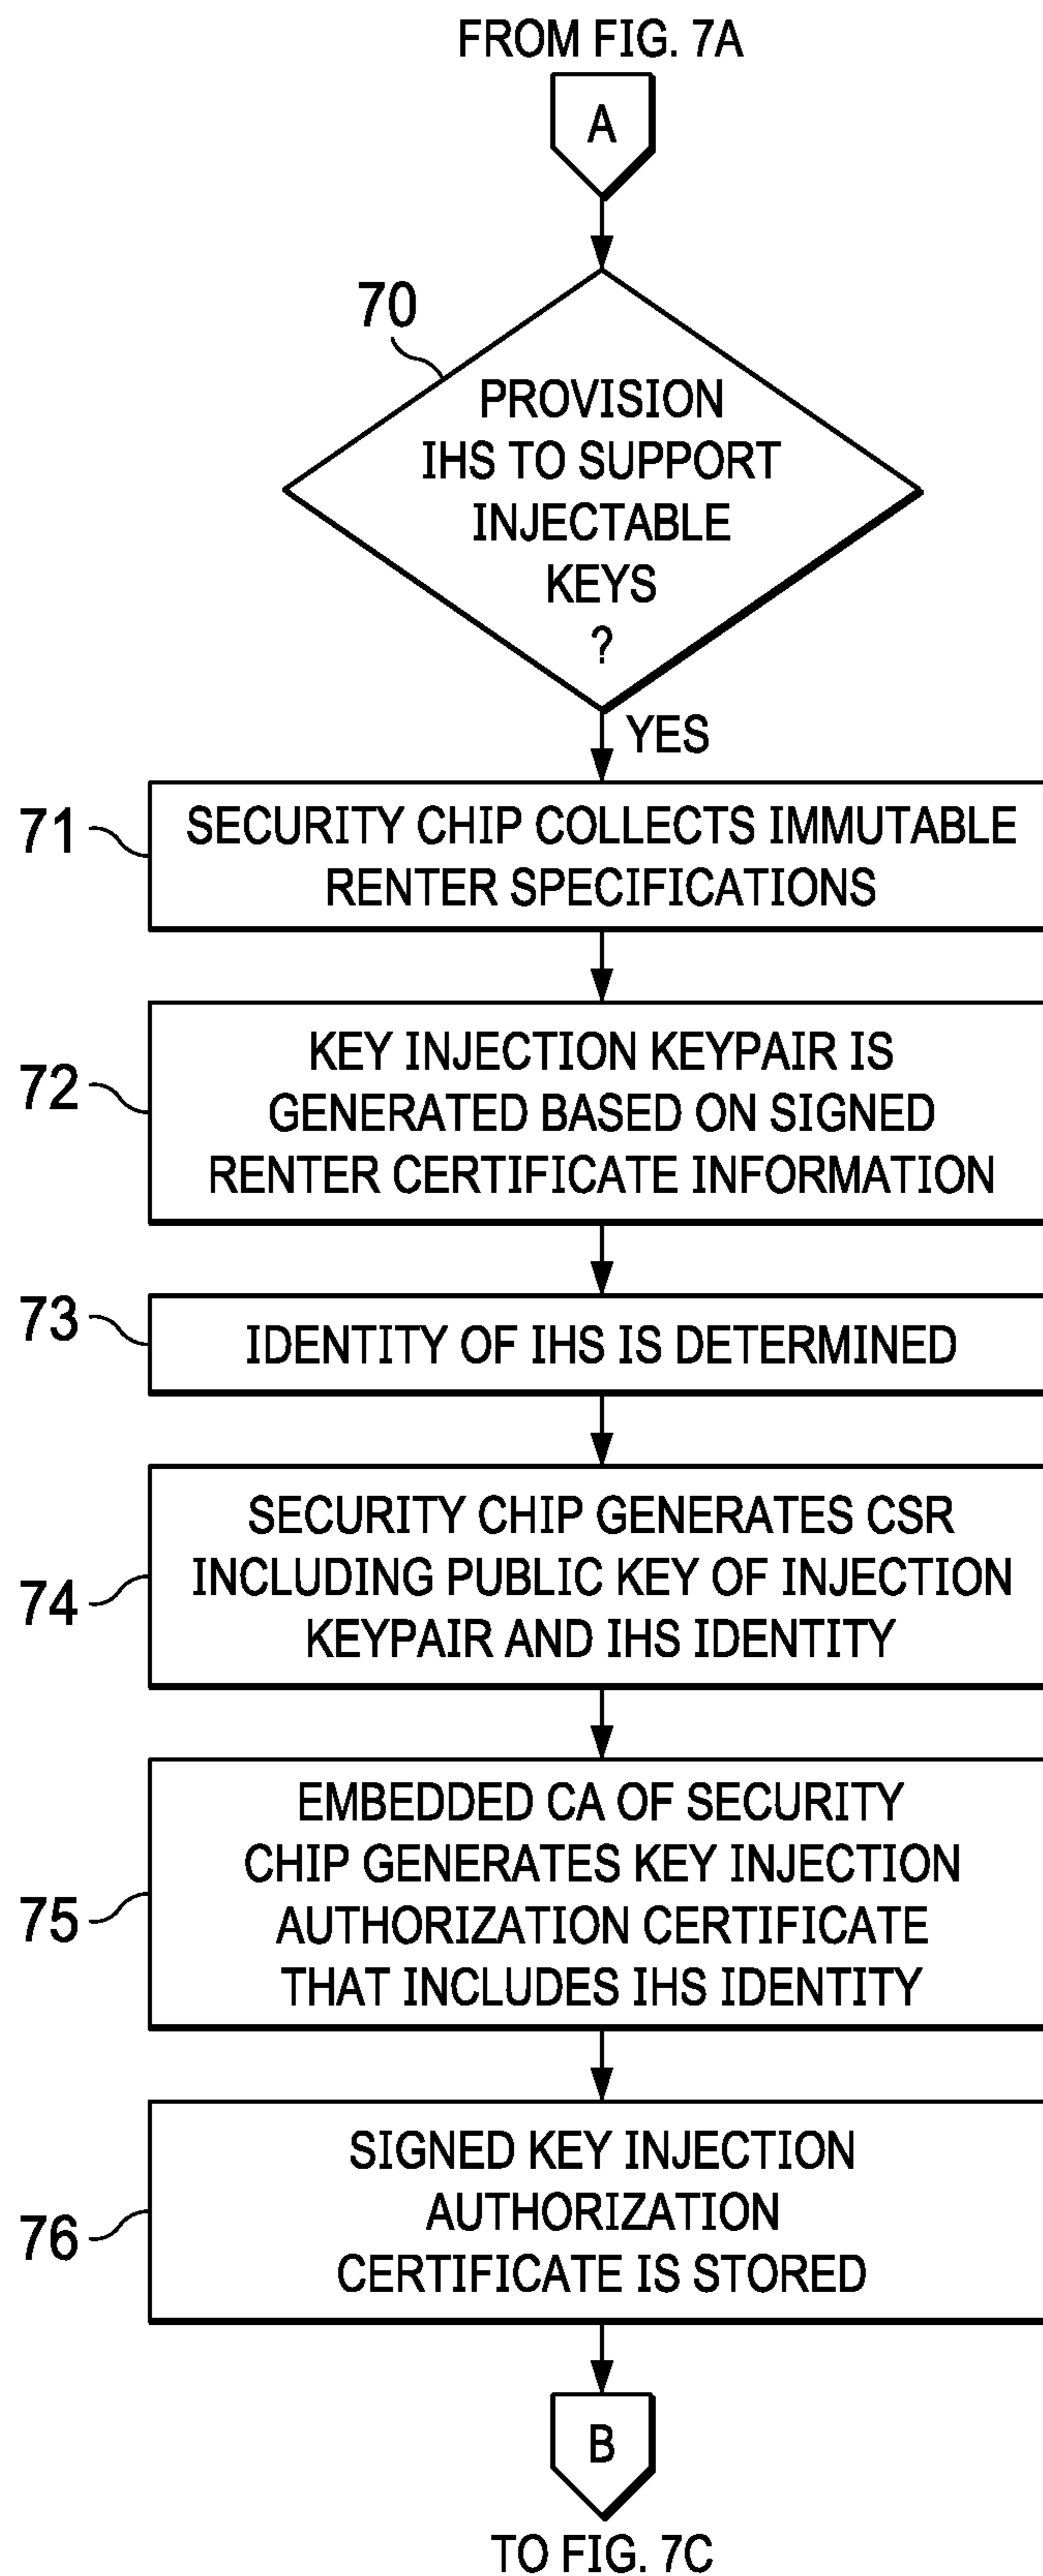 FROM FIG. 7A
A
70
PROVISION
IHS TO SUPPORT
INJECTABLE
KEYS
?
YES
71
SECURITY CHIP COLLECTS IMMUTABLE
RENTER SPECIFICATIONS
72
KEY INJECTION KEYPAIR IS
GENERATED BASED ON SIGNED
RENTER CERTIFICATE INFORMATION
73
IDENTITY OF IHS IS DETERMINED
74
SECURITY CHIP GENERATES CSR
INCLUDING PUBLIC KEY OF INJECTION
KEYPAIR AND IHS IDENTITY
75
EMBEDDED CA OF SECURITY
CHIP GENERATES KEY INJECTION
AUTHORIZATION CERTIFICATE
THAT INCLUDES IHS IDENTITY
76
SIGNED KEY INJECTION
AUTHORIZATION
CERTIFICATE IS STORED
B
TO FIG. 7C